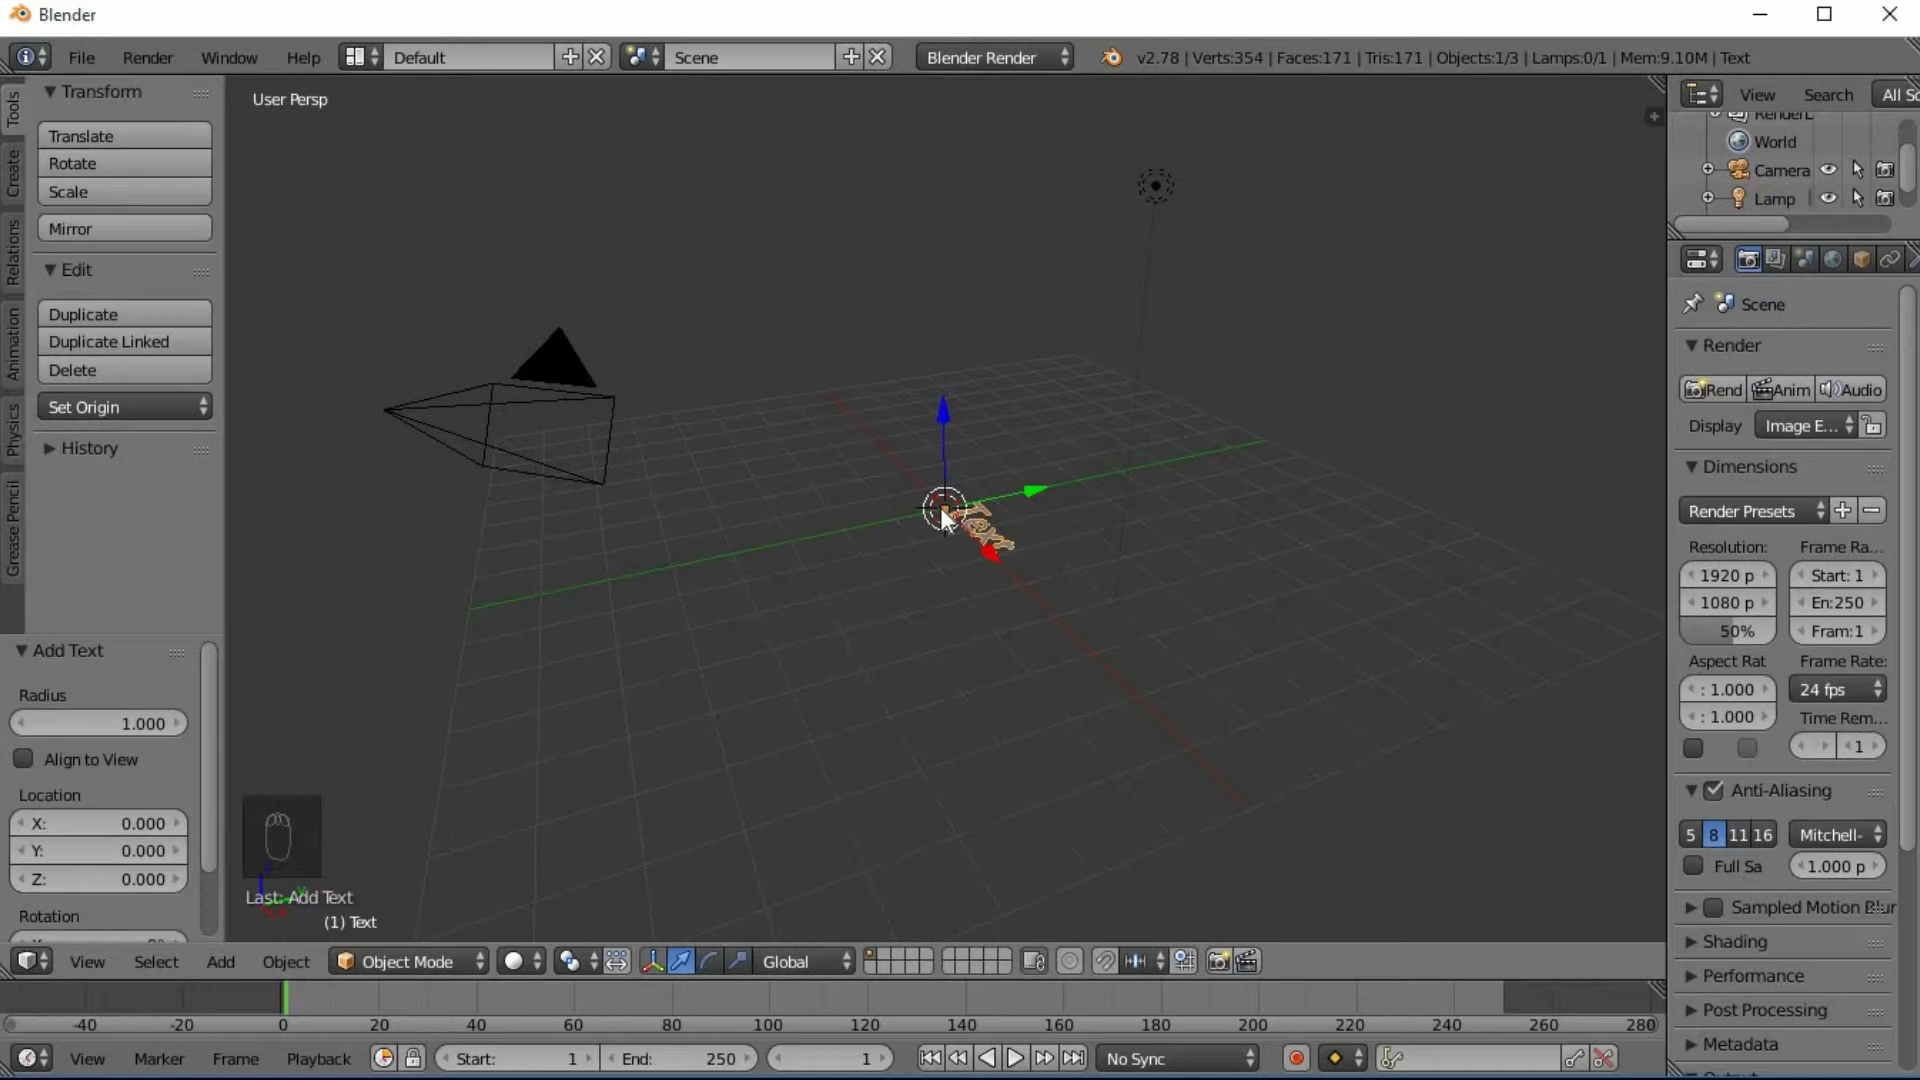 Blender
File Render Window Help Default Scene Blender Render v2.78 | Verts:354 | Faces:171 | Tris:171 | Objects:1/3 | Lamps:0/1 | Mem:9.10M | Text
Tools
Create
Relations
Animation
Physics
Grease Pencil
Transform
Translate
Rotate
Scale
Mirror
Edit
Duplicate
Duplicate Linked
Delete
Set Origin
History
Add Text
Radius
1.000
Align to View
Location
X: 0.000
Y: 0.000
Z: 0.000
Rotation
User Persp
Text
Last: Add Text
(1) Text
View Search All Sc
World
Camera
Lamp
Scene
Render
Rend Anim Audio
Display Image E...
Dimensions
Render Presets
Resolution: Frame Ra...
1920 p Start: 1
1080 p En:250
50% Fram:1
Aspect Rat Frame Rate:
: 1.000 24 fps
: 1.000 Time Rem...
1
Anti-Aliasing
5 8 11 16 Mitchell-
Full Sa 1.000 p
Sampled Motion Blur
Shading
Performance
Post Processing
Metadata
View Select Add Object Object Mode Global
-40 -20 0 20 40 60 80 100 120 140 160 180 200 220 240 260 280
View Marker Frame Playback Start: 1 End: 250 1 No Sync